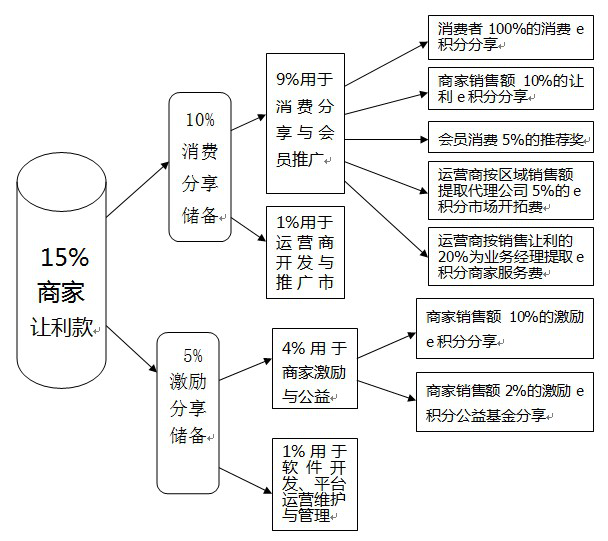 15%
商家
让利款
10%
消费
分享
储备
9%用于
消费分
享与会
员推广
消费者 100%的消费 e
积分分享
商家销售额 10%的让
利 e 积分分享
会员消费 5%的推荐奖
运营商按区域销售额
提取代理公司 5%的 e
积分市场开拓费
运营商按销售让利的
20%为业务经理提取 e
积分商家服务费
1%用于
运营商
开发与
推广市
5%
激励
分享
储备
4%用于
商家激励
与公益
商家销售额 10%的激励
e 积分分享
商家销售额 2%的激励 e
积分公益基金分享
1%用于
软件开
发、平台
运营维护
与管理